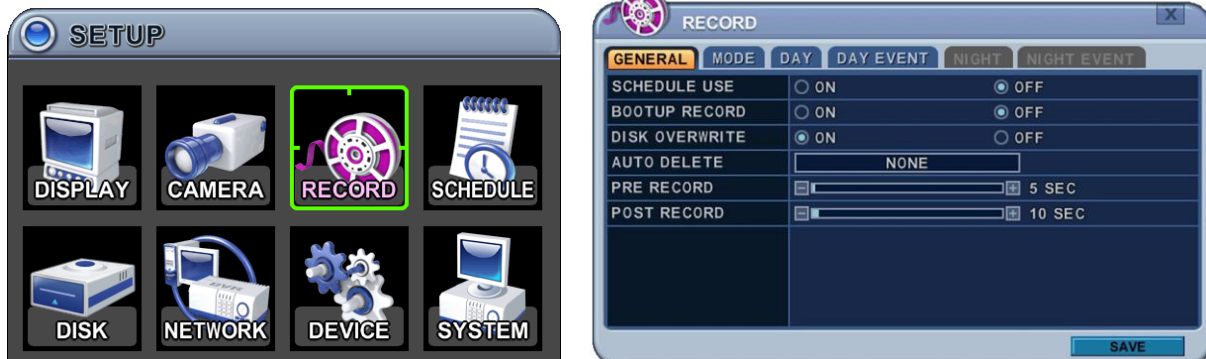 SETUP
DISPLAY CAMERA RECORD SCHEDULE
DISK NETWORK DEVICE SYSTEM
RECORD X
GENERAL MODE DAY DAY EVENT NIGHT NIGHT EVENT
SCHEDULE USE ON OFF
BOOTUP RECORD ON OFF
DISK OVERWRITE ON OFF
AUTO DELETE NONE
PRE RECORD 5 SEC
POST RECORD 10 SEC
SAVE